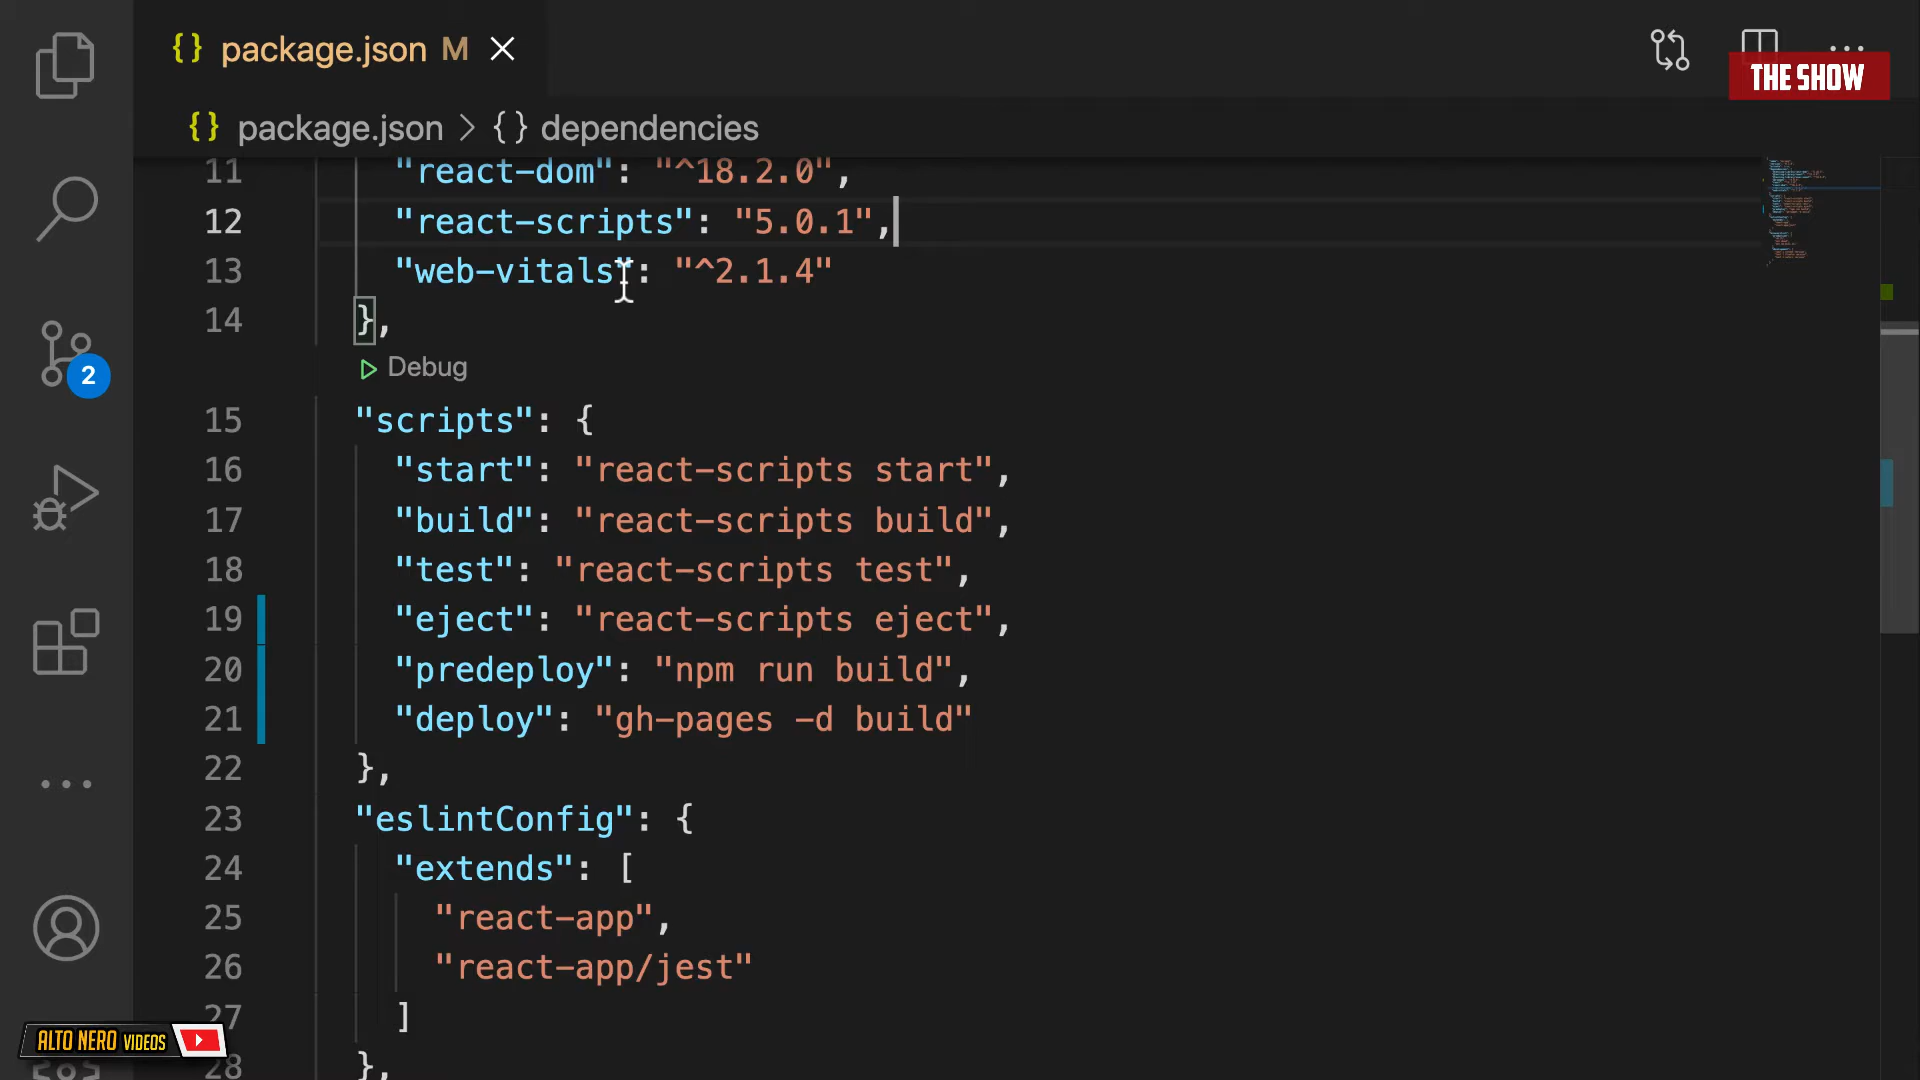 {} package.json M
THE SHOW
{} package.json > {} dependencies
11 "react-dom": "^18.2.0",
12 "react-scripts": "5.0.1",
13 "web-vitals": "^2.1.4"
14 },
Debug
15 "scripts": {
16 "start": "react-scripts start",
17 "build": "react-scripts build",
18 "test": "react-scripts test",
19 "eject": "react-scripts eject",
20 "predeploy": "npm run build",
21 "deploy": "gh-pages -d build"
22 },
23 "eslintConfig": {
24 "extends": [
25 "react-app",
26 "react-app/jest"
27 ]
28 },
2
ALTO NERO VIDEOS